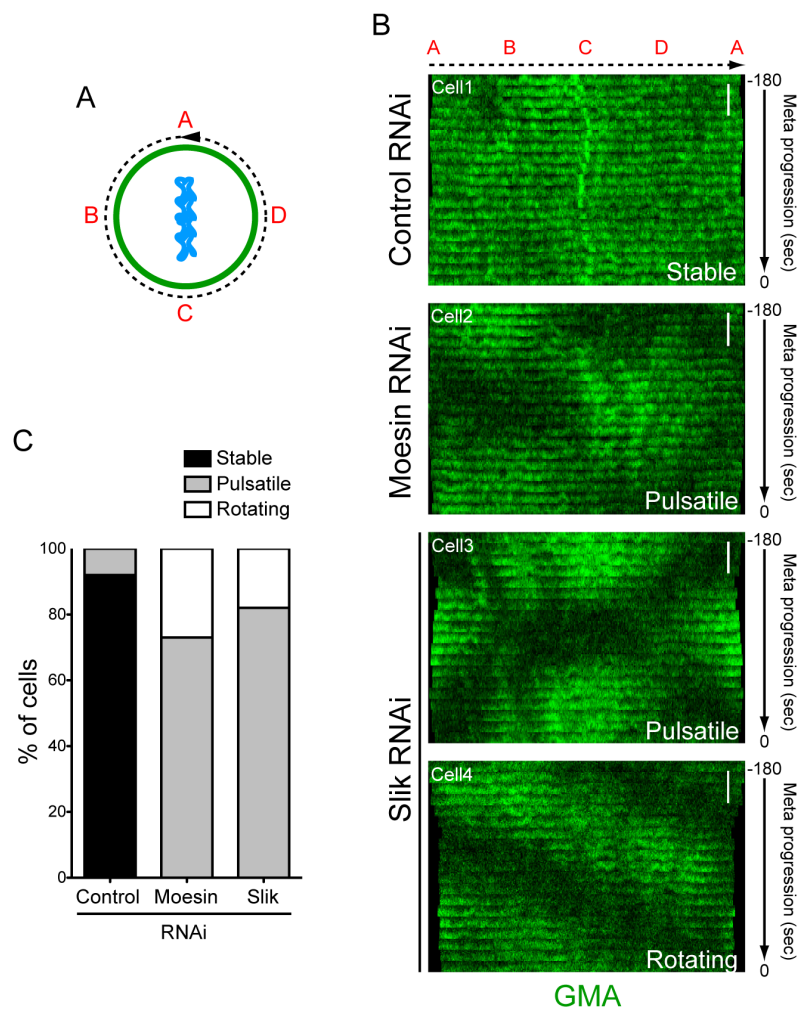 A
A
B
D
C
B
A B C D A
Control RNAi
Cell1
Stable
-180
Meta progression (sec)
0
Moesin RNAi
Cell2
Pulsatile
-180
Meta progression (sec)
0
Slik RNAi
Cell3
Pulsatile
-180
Meta progression (sec)
0
Cell4
Rotating
-180
Meta progression (sec)
0
GMA
C
Stable
Pulsatile
Rotating
% of cells
100
80
60
40
20
0
Control Moesin Slik
RNAi